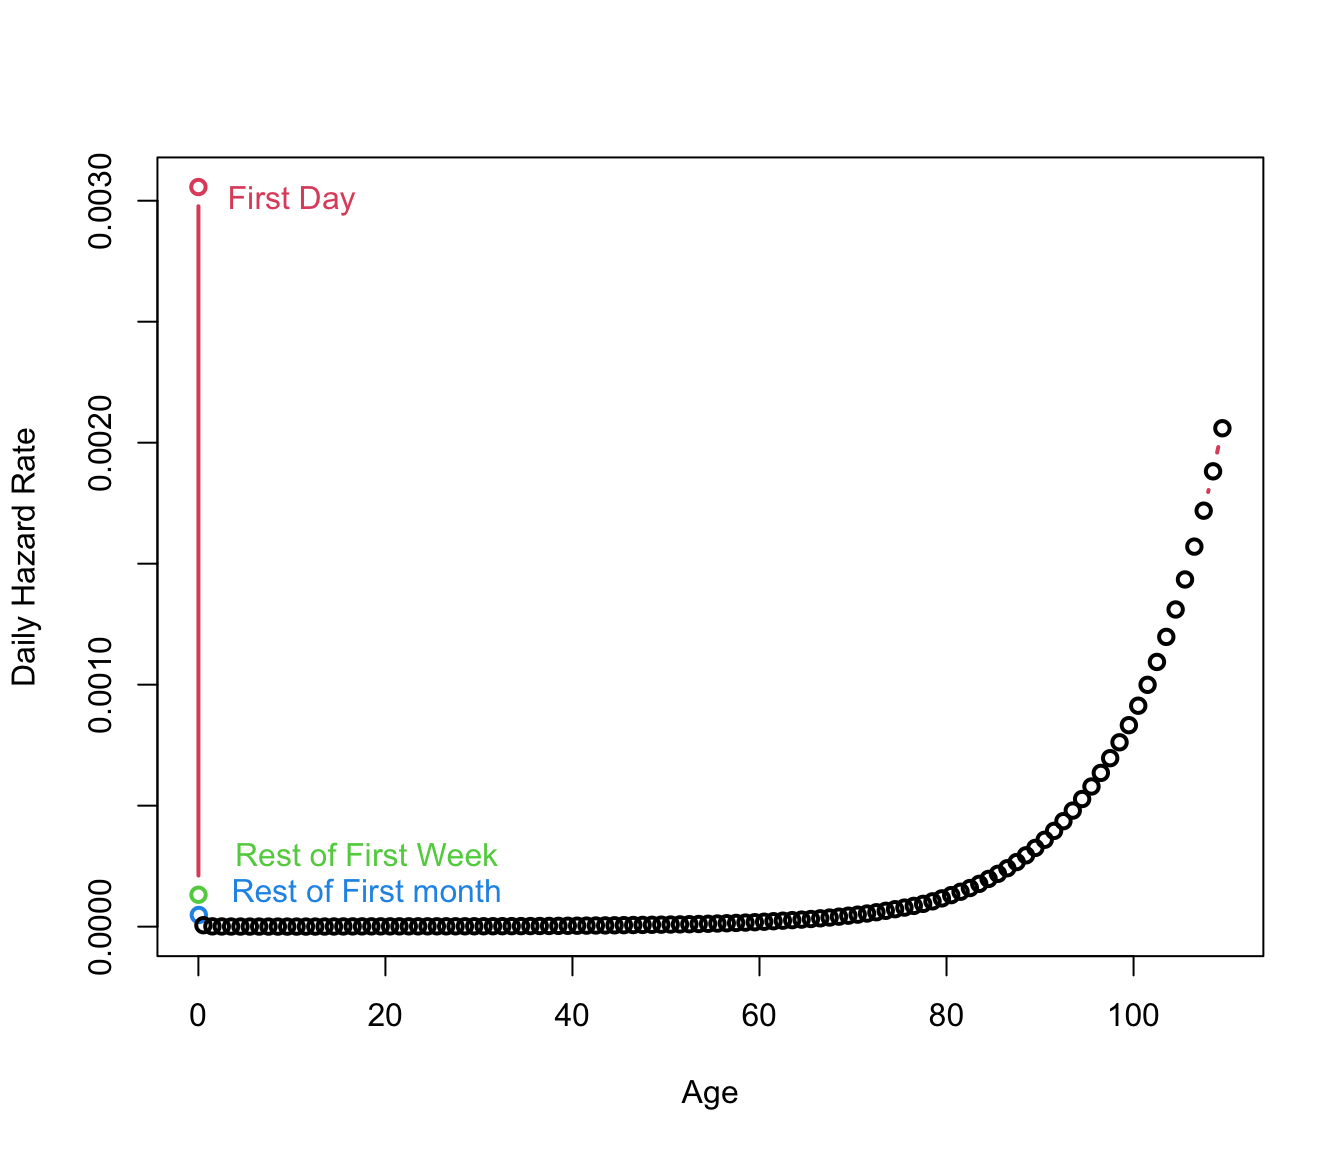 0.0030
First Day
0.0020
Daily Hazard Rate
0.0010
Rest of First Week
Rest of First month
0.0000
0 20 40 60 80 100
Age